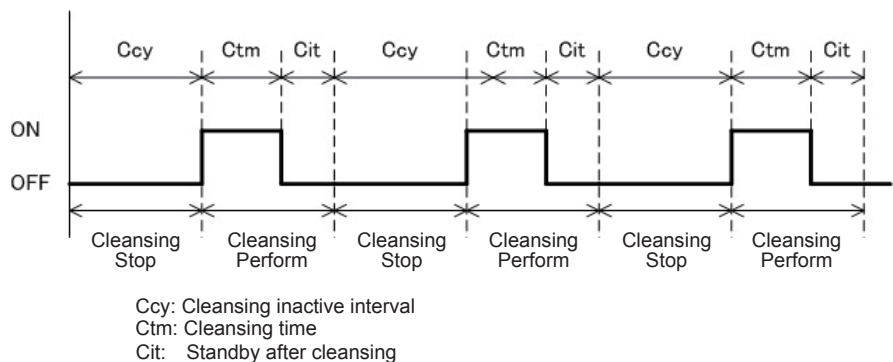 Ccy Ctm Cit Ccy Ctm Cit Ccy Ctm Cit
ON
OFF
Cleansing Cleansing Cleansing Cleansing Cleansing Cleansing
Stop Perform Stop Perform Stop Perform
Ccy: Cleansing inactive interval
Ctm: Cleansing time
Cit: Standby after cleansing